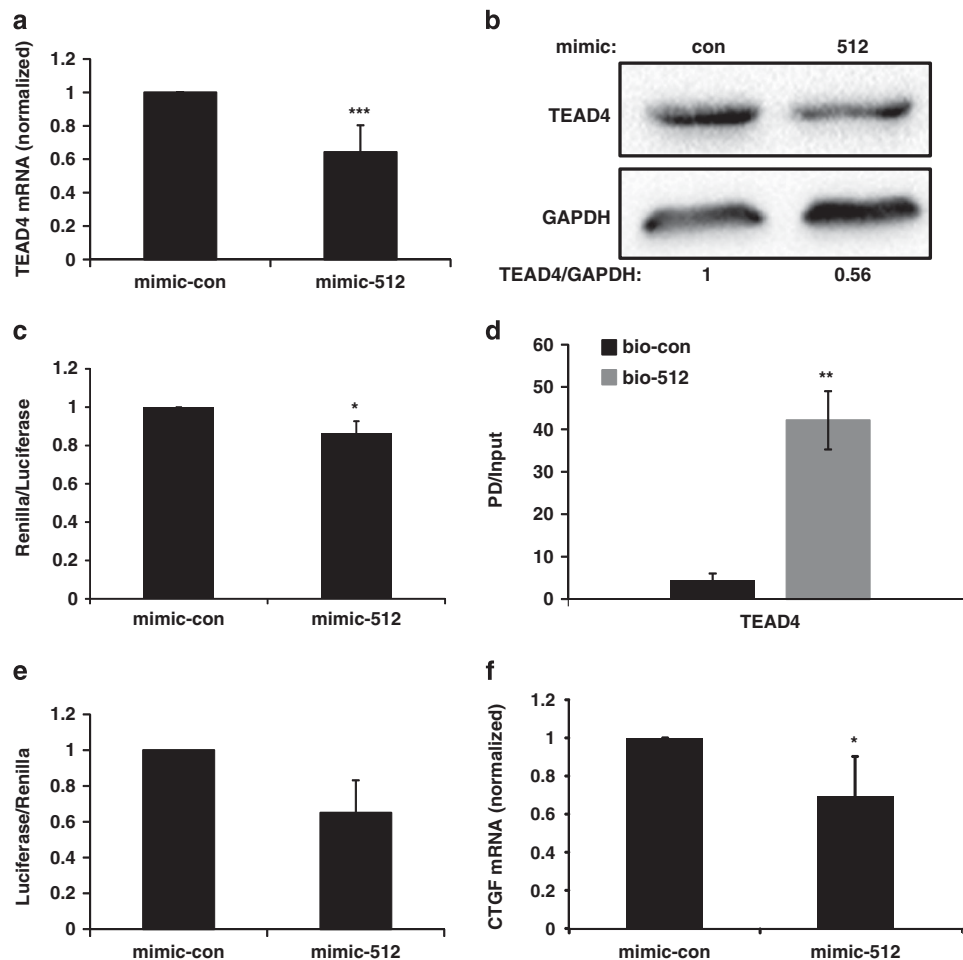 a
TEAD4 mRNA (normalized)
1.2
1
0.8
0.6
0.4
0.2
0
***
mimic-con mimic-512
b
mimic: con 512
TEAD4
GAPDH
TEAD4/GAPDH: 1 0.56
c
Renilla/Luciferase
1.2
1
0.8
0.6
0.4
0.2
0
*
mimic-con mimic-512
d
PD/Input
60
50
40
30
20
10
0
bio-con
bio-512
**
TEAD4
e
Luciferase/Renilla
1.2
1
0.8
0.6
0.4
0.2
0
mimic-con mimic-512
f
CTGF mRNA (normalized)
1.2
1
0.8
0.6
0.4
0.2
0
*
mimic-con mimic-512